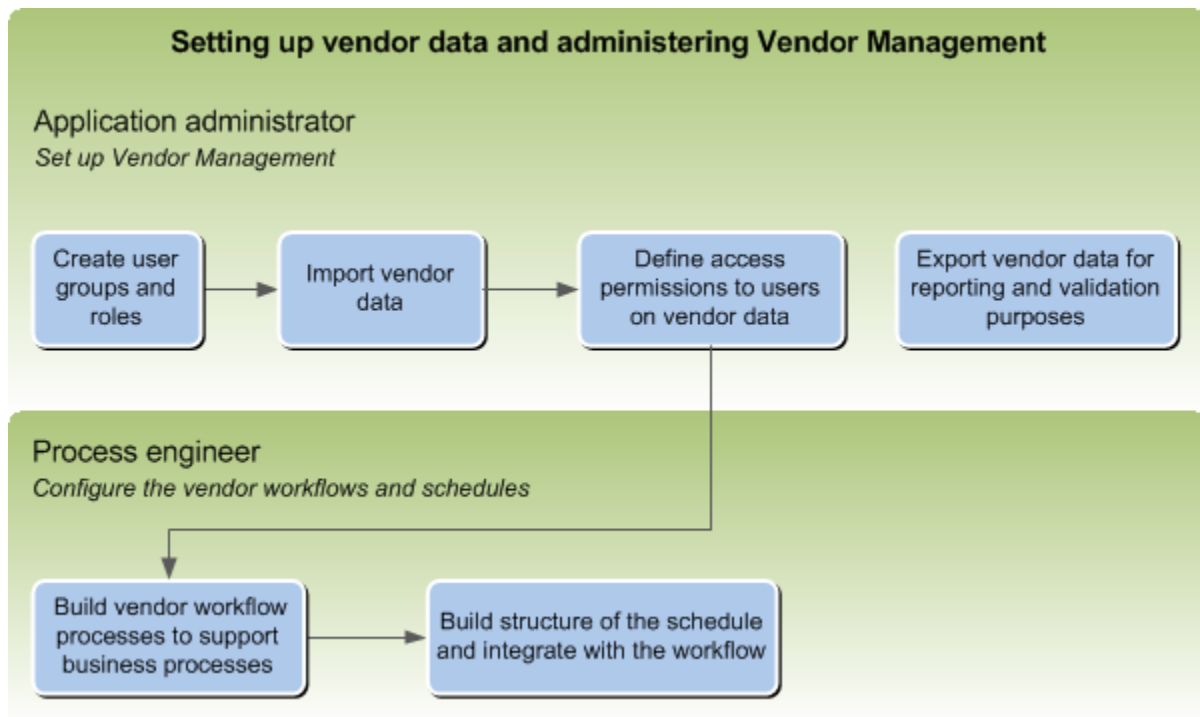 Setting up vendor data and administering Vendor Management
Application administrator
Set up Vendor Management
Create user
groups and
roles
Import vendor
data
Define access
permissions to users
on vendor data
Export vendor data for
reporting and validation
purposes
Process engineer
Configure the vendor workflows and schedules
Build vendor workflow
processes to support
business processes
Build structure of the schedule
and integrate with the workflow